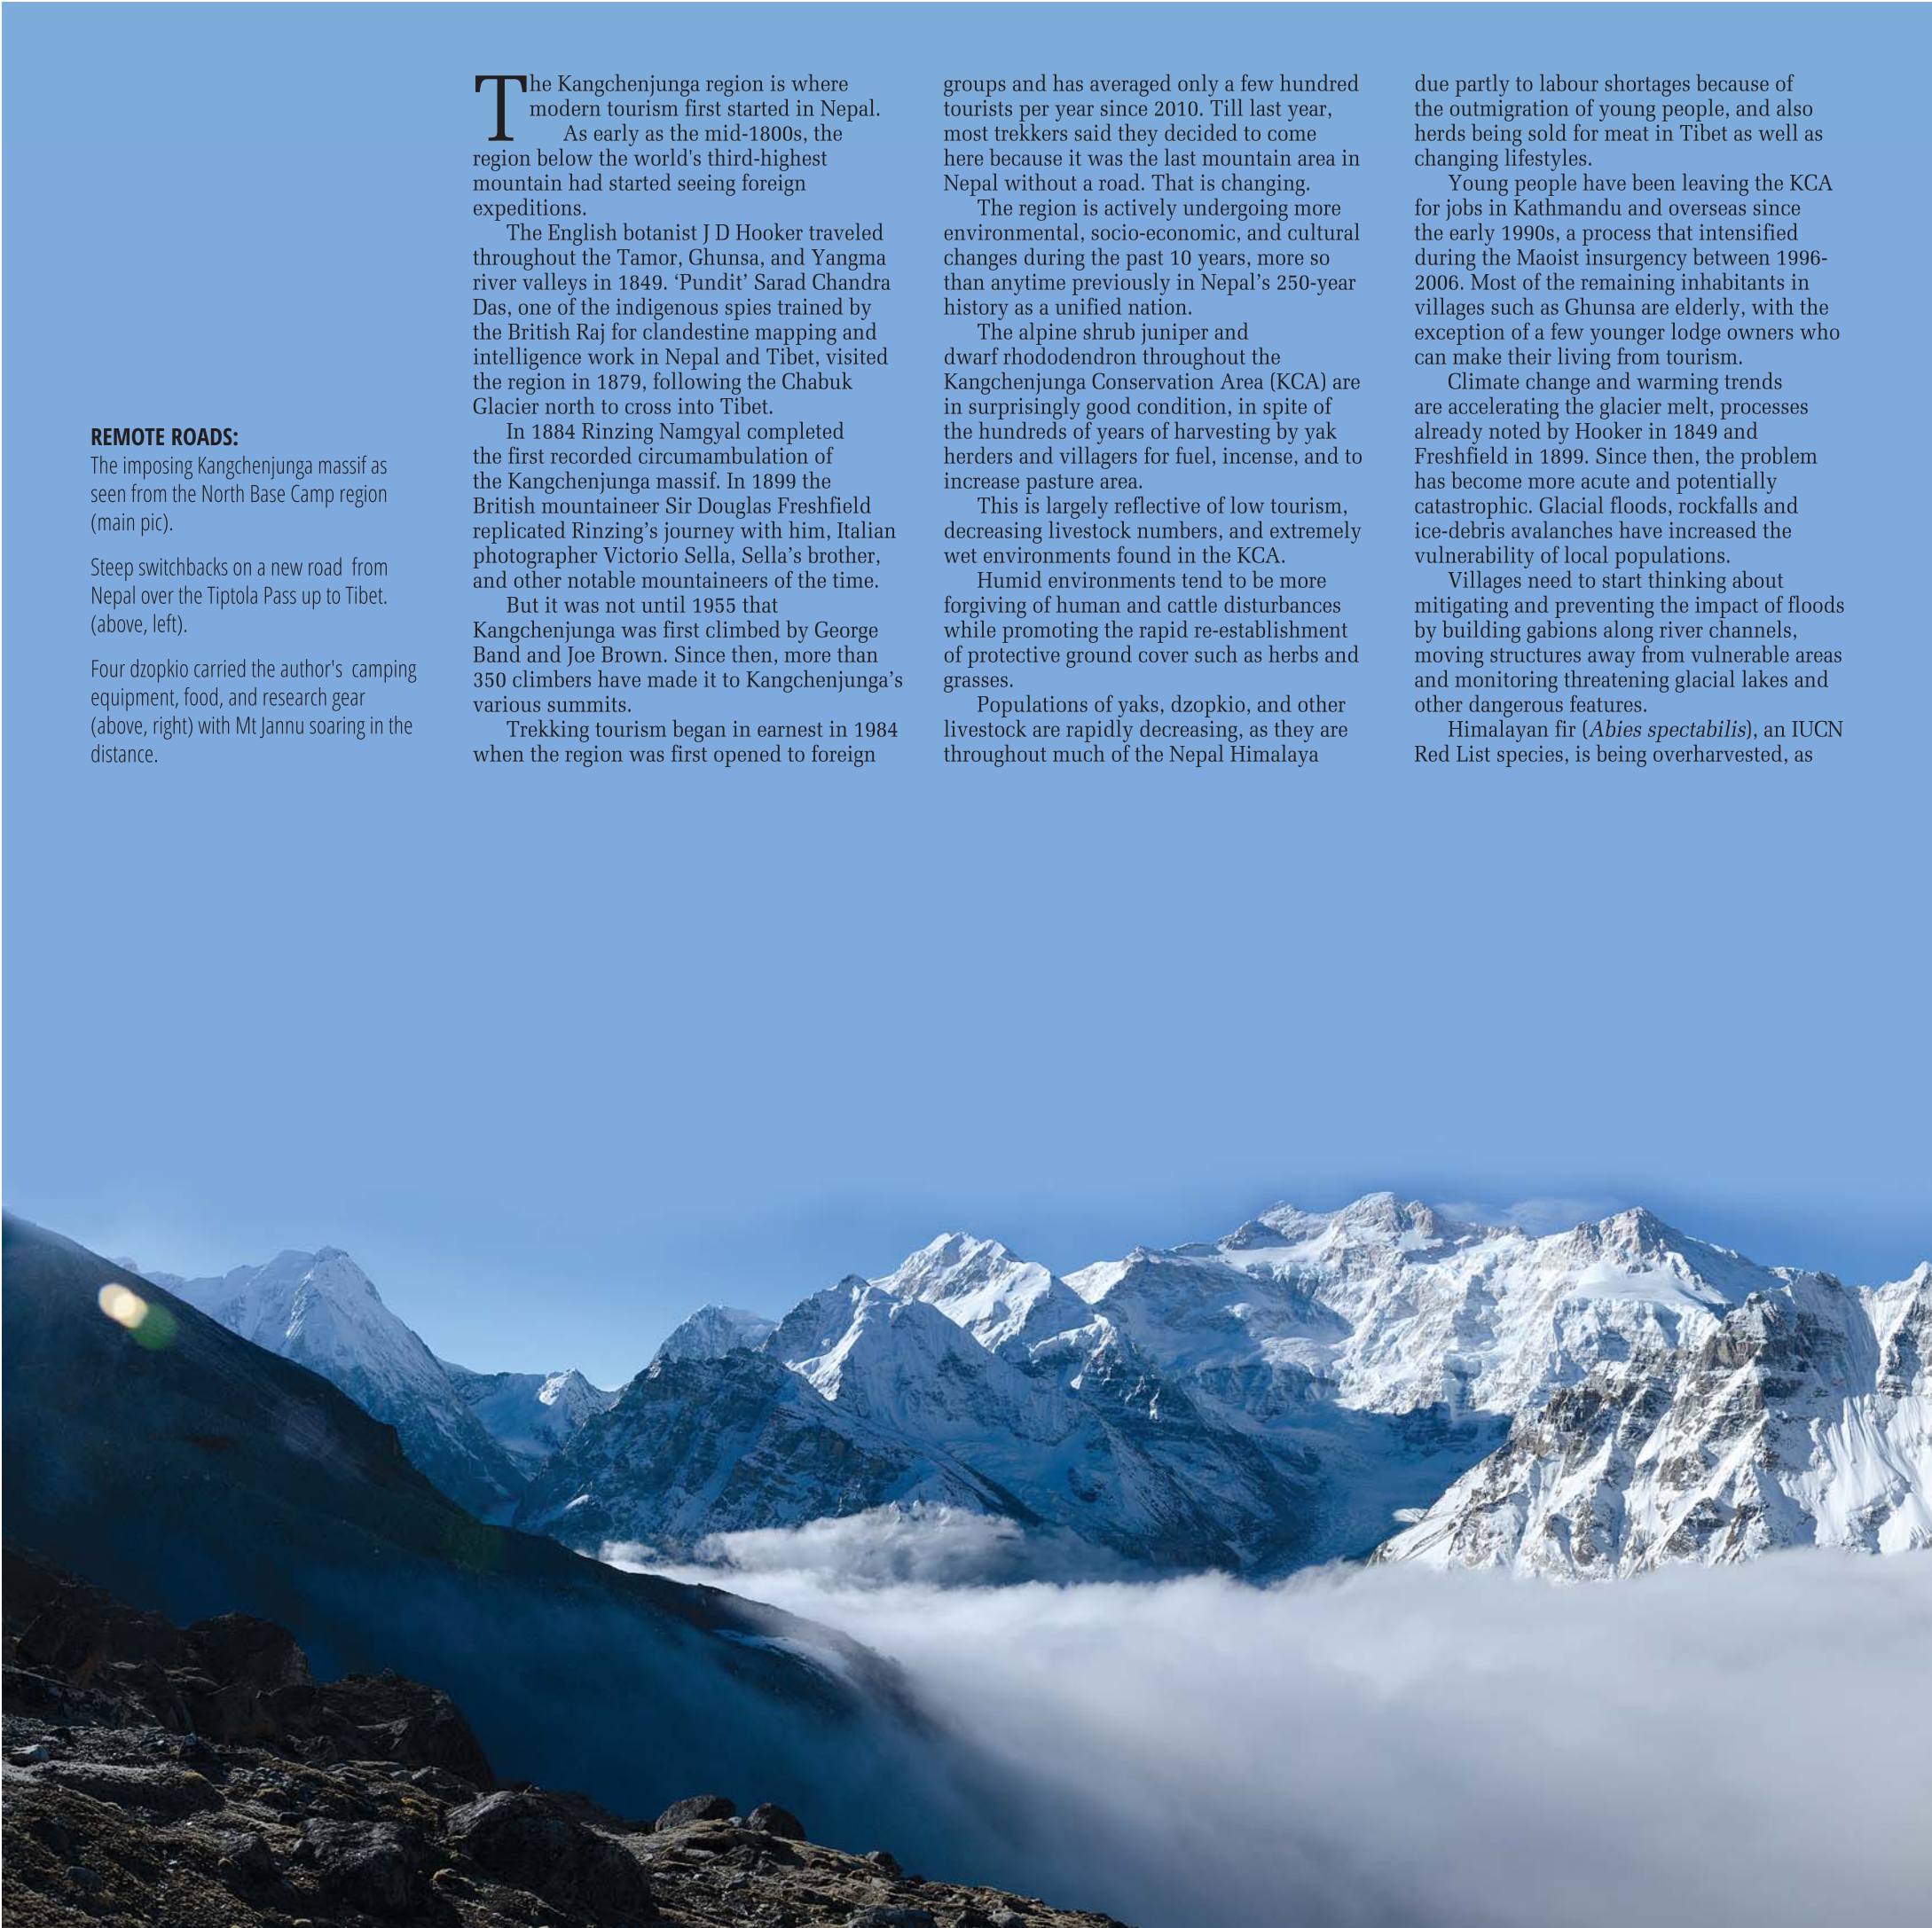 REMOTE ROADS:
The imposing Kangchenjunga massif as
seen from the North Base Camp region
(main pic).
Steep switchbacks on a new road from
Nepal over the Tiptola Pass up to Tibet.
(above, left).
Four dzopkio carried the author's camping
equipment, food, and research gear
(above, right) with Mt Jannu soaring in the
distance.
The Kangchenjunga region is where
modern tourism first started in Nepal.
As early as the mid-1800s, the
region below the world's third-highest
mountain had started seeing foreign
expeditions.
The English botanist J D Hooker traveled
throughout the Tamor, Ghunsa, and Yangma
river valleys in 1849. ‘Pundit’ Sarad Chandra
Das, one of the indigenous spies trained by
the British Raj for clandestine mapping and
intelligence work in Nepal and Tibet, visited
the region in 1879, following the Chabuk
Glacier north to cross into Tibet.
In 1884 Rinzing Namgyal completed
the first recorded circumambulation of
the Kangchenjunga massif. In 1899 the
British mountaineer Sir Douglas Freshfield
replicated Rinzing’s journey with him, Italian
photographer Victorio Sella, Sella’s brother,
and other notable mountaineers of the time.
But it was not until 1955 that
Kangchenjunga was first climbed by George
Band and Joe Brown. Since then, more than
350 climbers have made it to Kangchenjunga’s
various summits.
Trekking tourism began in earnest in 1984
when the region was first opened to foreign
groups and has averaged only a few hundred
tourists per year since 2010. Till last year,
most trekkers said they decided to come
here because it was the last mountain area in
Nepal without a road. That is changing.
The region is actively undergoing more
environmental, socio-economic, and cultural
changes during the past 10 years, more so
than anytime previously in Nepal’s 250-year
history as a unified nation.
The alpine shrub juniper and
dwarf rhododendron throughout the
Kangchenjunga Conservation Area (KCA) are
in surprisingly good condition, in spite of
the hundreds of years of harvesting by yak
herders and villagers for fuel, incense, and to
increase pasture area.
This is largely reflective of low tourism,
decreasing livestock numbers, and extremely
wet environments found in the KCA.
Humid environments tend to be more
forgiving of human and cattle disturbances
while promoting the rapid re-establishment
of protective ground cover such as herbs and
grasses.
Populations of yaks, dzopkio, and other
livestock are rapidly decreasing, as they are
throughout much of the Nepal Himalaya
due partly to labour shortages because of
the outmigration of young people, and also
herds being sold for meat in Tibet as well as
changing lifestyles.
Young people have been leaving the KCA
for jobs in Kathmandu and overseas since
the early 1990s, a process that intensified
during the Maoist insurgency between 1996-
2006. Most of the remaining inhabitants in
villages such as Ghunsa are elderly, with the
exception of a few younger lodge owners who
can make their living from tourism.
Climate change and warming trends
are accelerating the glacier melt, processes
already noted by Hooker in 1849 and
Freshfield in 1899. Since then, the problem
has become more acute and potentially
catastrophic. Glacial floods, rockfalls and
ice-debris avalanches have increased the
vulnerability of local populations.
Villages need to start thinking about
mitigating and preventing the impact of floods
by building gabions along river channels,
moving structures away from vulnerable areas
and monitoring threatening glacial lakes and
other dangerous features.
Himalayan fir (Abies spectabilis), an IUCN
Red List species, is being overharvested, as